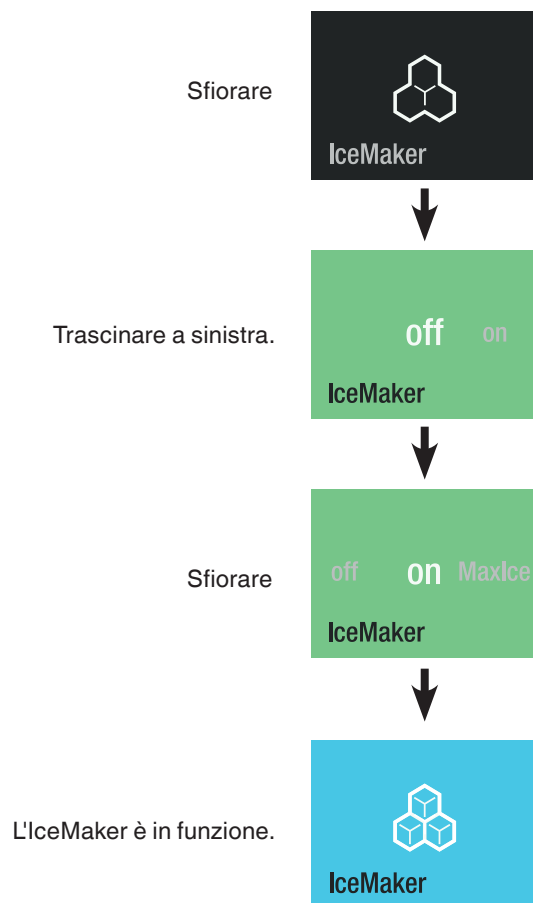 Sfiorare
IceMaker
Trascinare a sinistra.
off on
IceMaker
Sfiorare
off on MaxIce
IceMaker
L'IceMaker è in funzione.
IceMaker